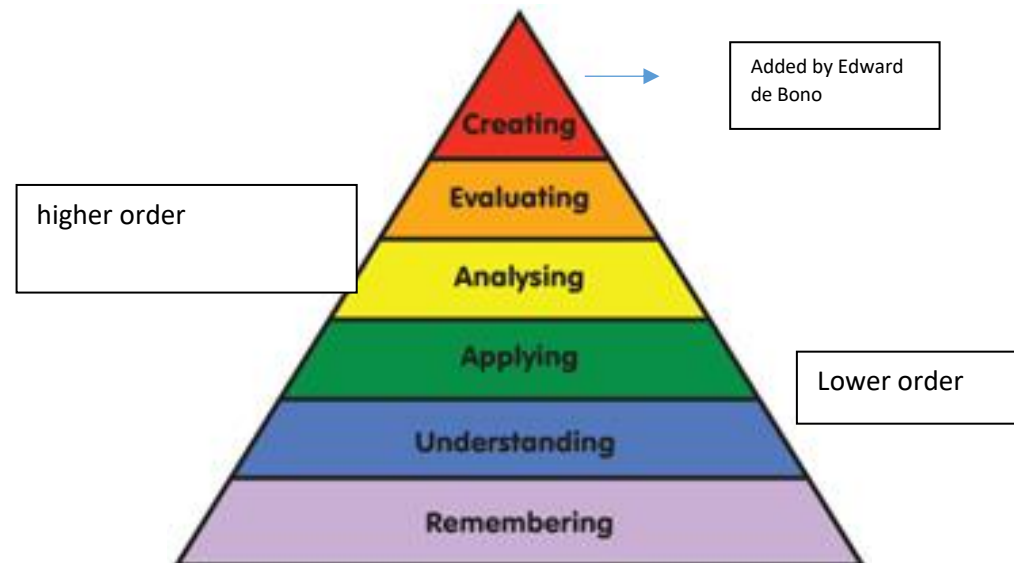 Added by Edward
de Bono
Creating
higher order
Evaluating
Analysing
Applying
Lower order
Understanding
Remembering